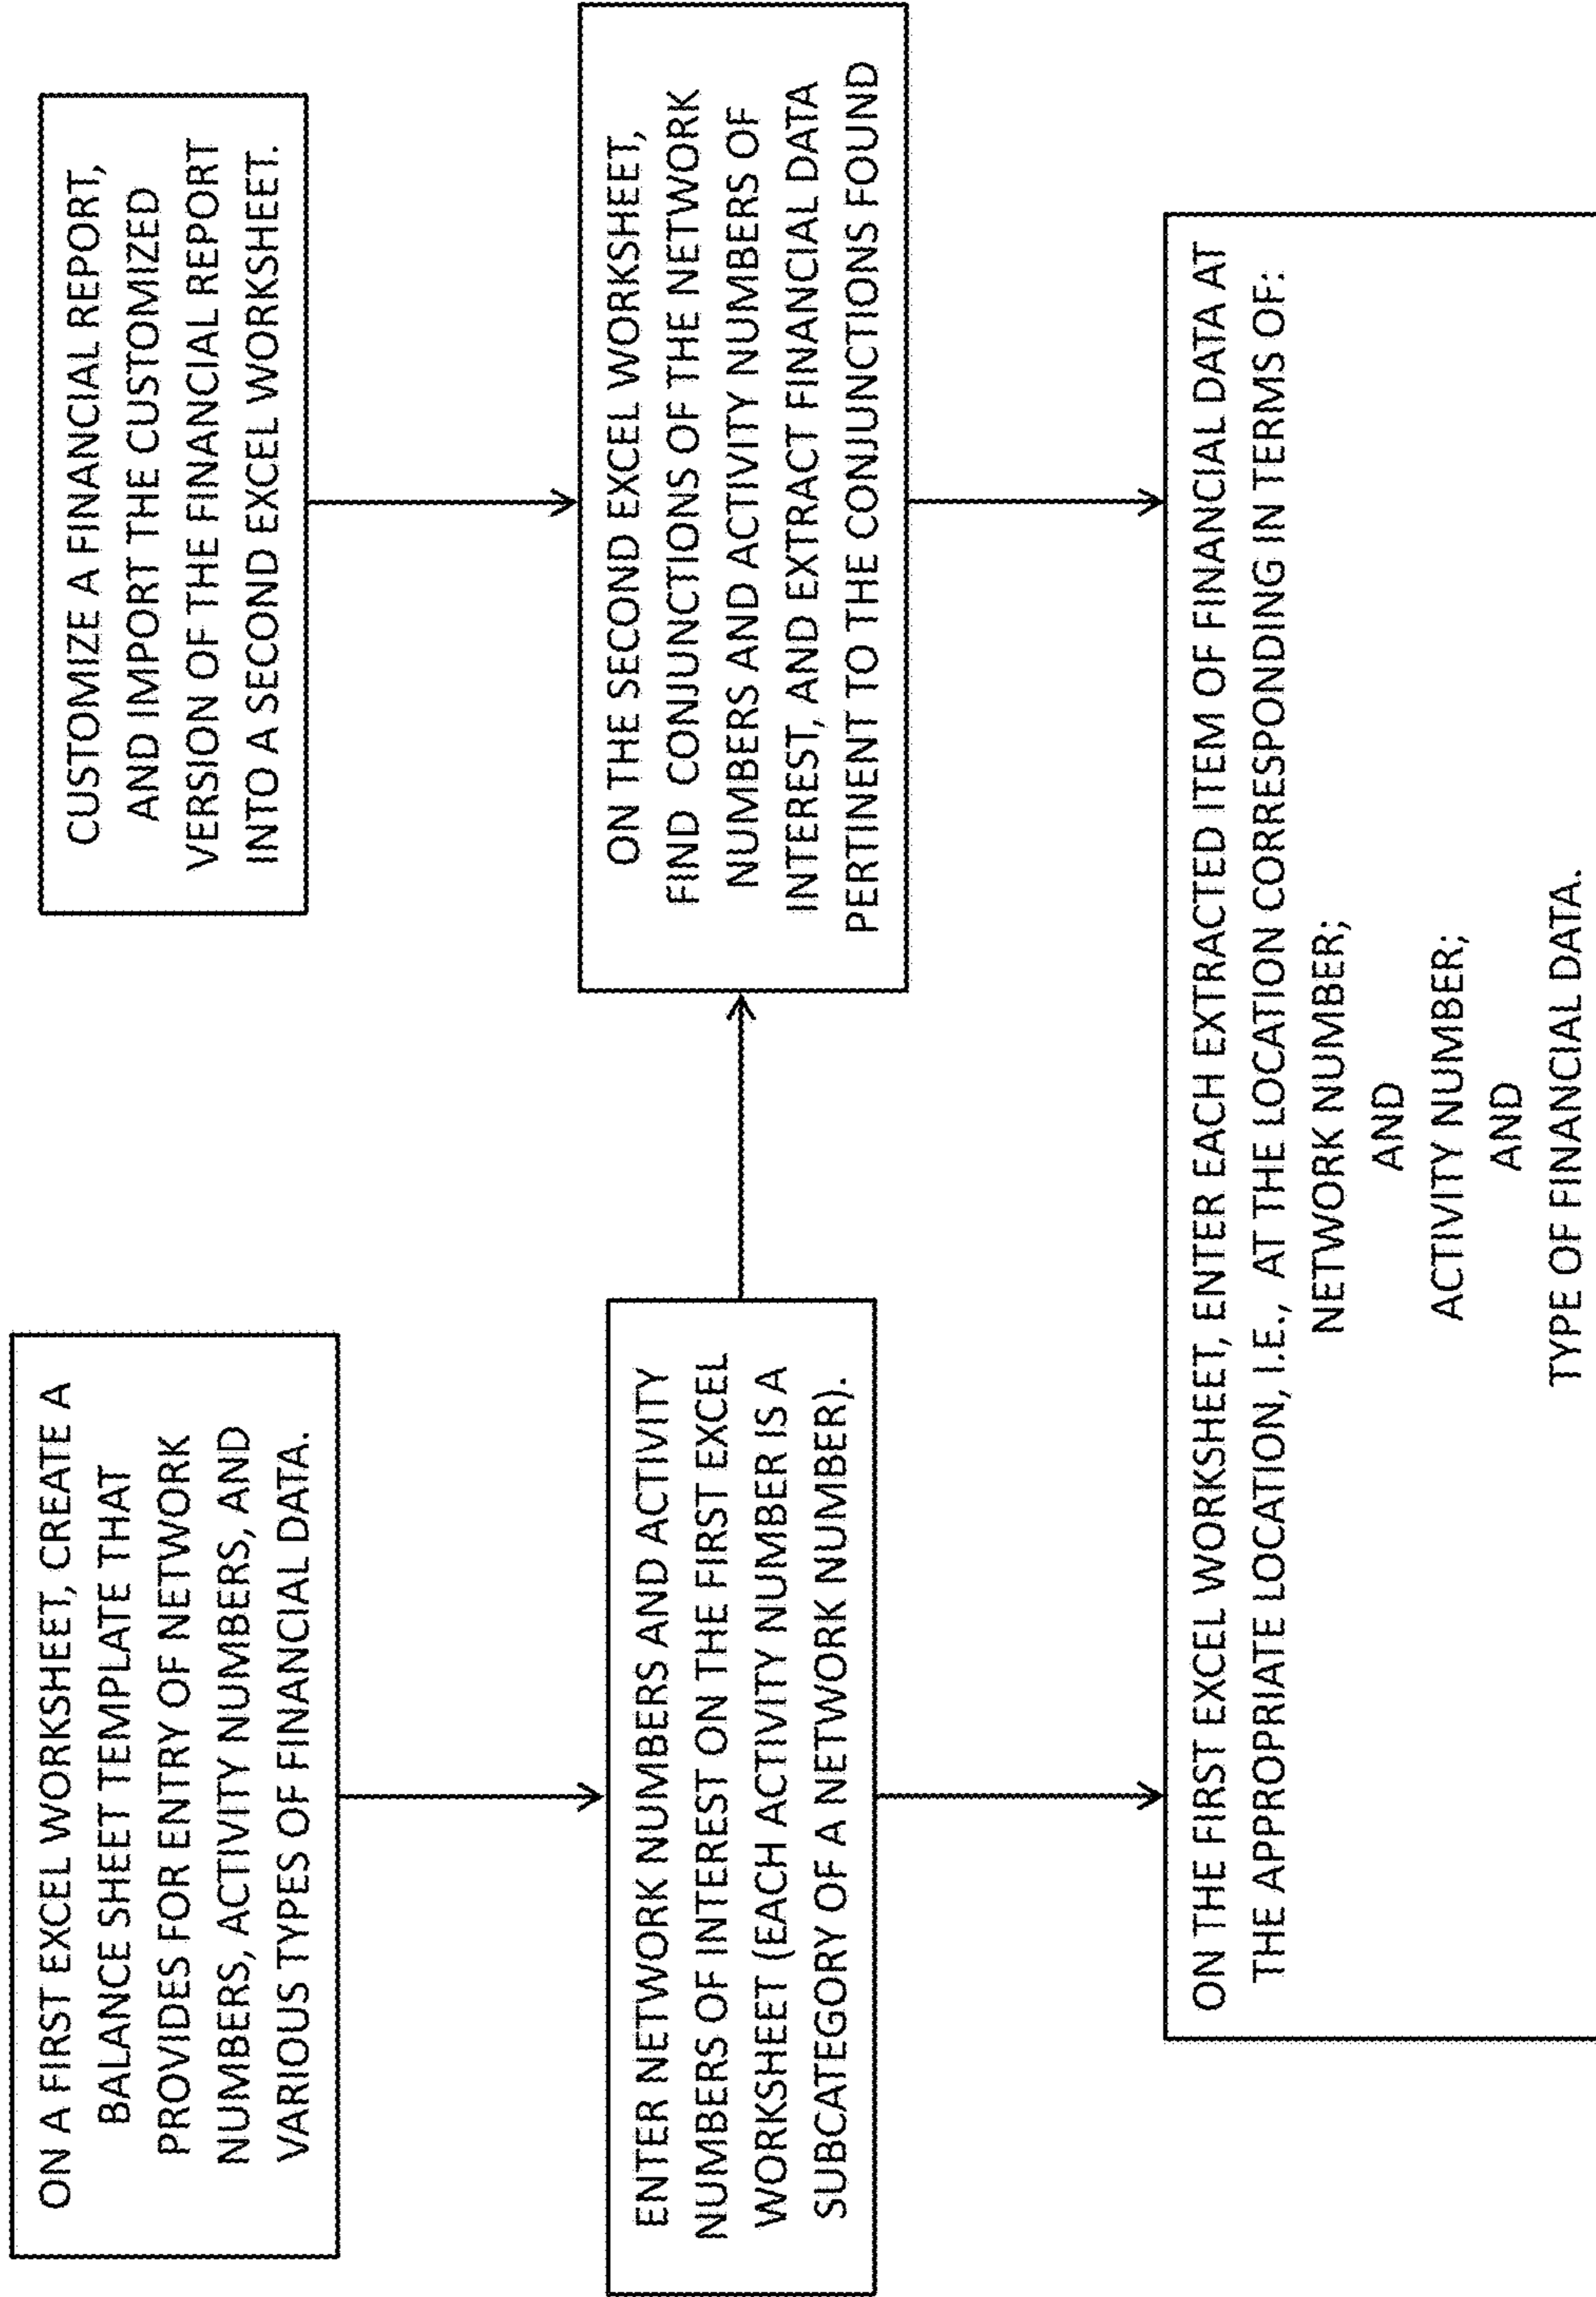 ON A FIRST EXCEL WORKSHEET, CREATE A
BALANCE SHEET TEMPLATE THAT
PROVIDES FOR ENTRY OF NETWORK
NUMBERS, ACTIVITY NUMBERS, AND
VARIOUS TYPES OF FINANCIAL DATA.
CUSTOMIZE A FINANCIAL REPORT,
AND IMPORT THE CUSTOMIZED
VERSION OF THE FINANCIAL REPORT
INTO A SECOND EXCEL WORKSHEET.
ENTER NETWORK NUMBERS AND ACTIVITY
NUMBERS OF INTEREST ON THE FIRST EXCEL
WORKSHEET (EACH ACTIVITY NUMBER IS A
SUBCATEGORY OF A NETWORK NUMBER).
ON THE SECOND EXCEL WORKSHEET,
FIND CONJUNCTIONS OF THE NETWORK
NUMBERS AND ACTIVITY NUMBERS OF
INTEREST, AND EXTRACT FINANCIAL DATA
PERTINENT TO THE CONJUNCTIONS FOUND
ON THE FIRST EXCEL WORKSHEET, ENTER EACH EXTRACTED ITEM OF FINANCIAL DATA AT
THE APPROPRIATE LOCATION, I.E., AT THE LOCATION CORRESPONDING IN TERMS OF:
NETWORK NUMBER;
AND
ACTIVITY NUMBER;
AND
TYPE OF FINANCIAL DATA.